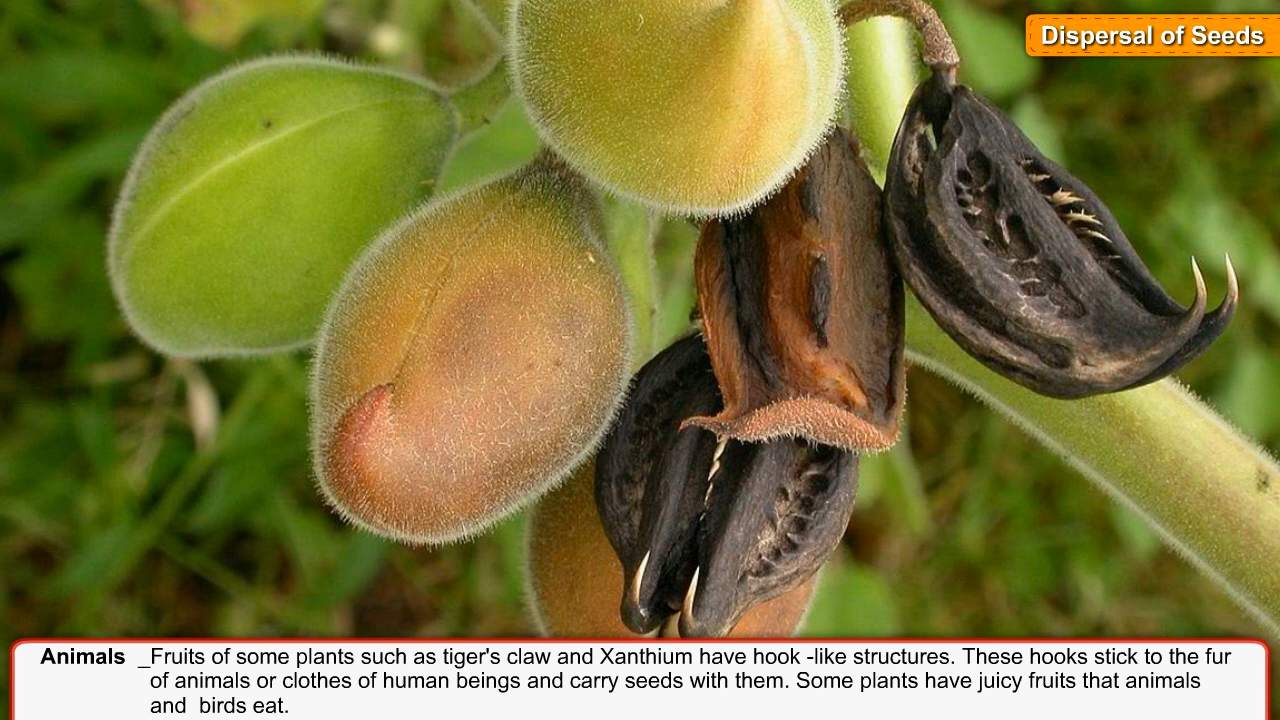 Dispersal of Seeds
Animals _Fruits of some plants such as tiger's claw and Xanthium have hook -like structures. These hooks stick to the fur
of animals or clothes of human beings and carry seeds with them. Some plants have juicy fruits that animals
and  birds eat.